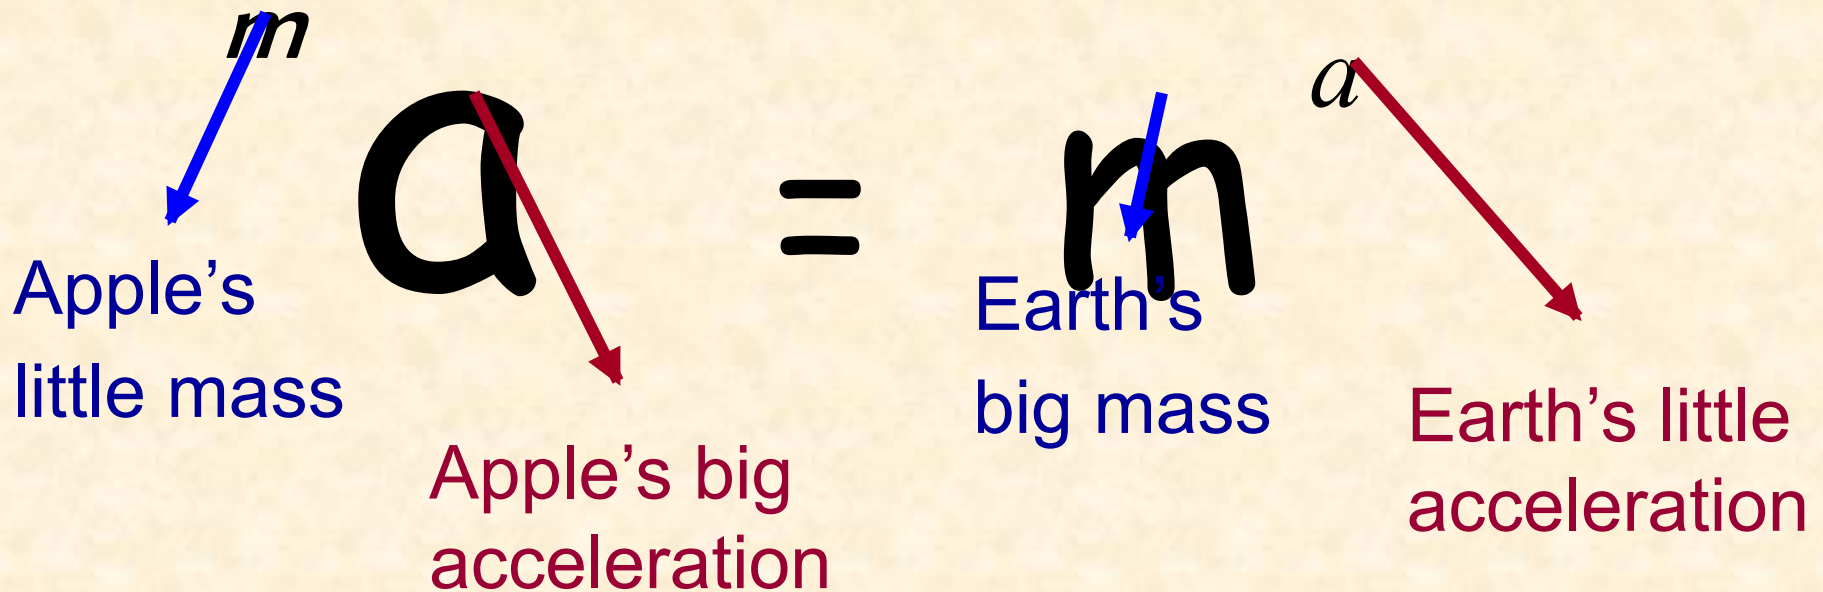 m a = m a
Apple’s
little mass
Apple’s big
acceleration
Earth’s
big mass
Earth’s little
acceleration